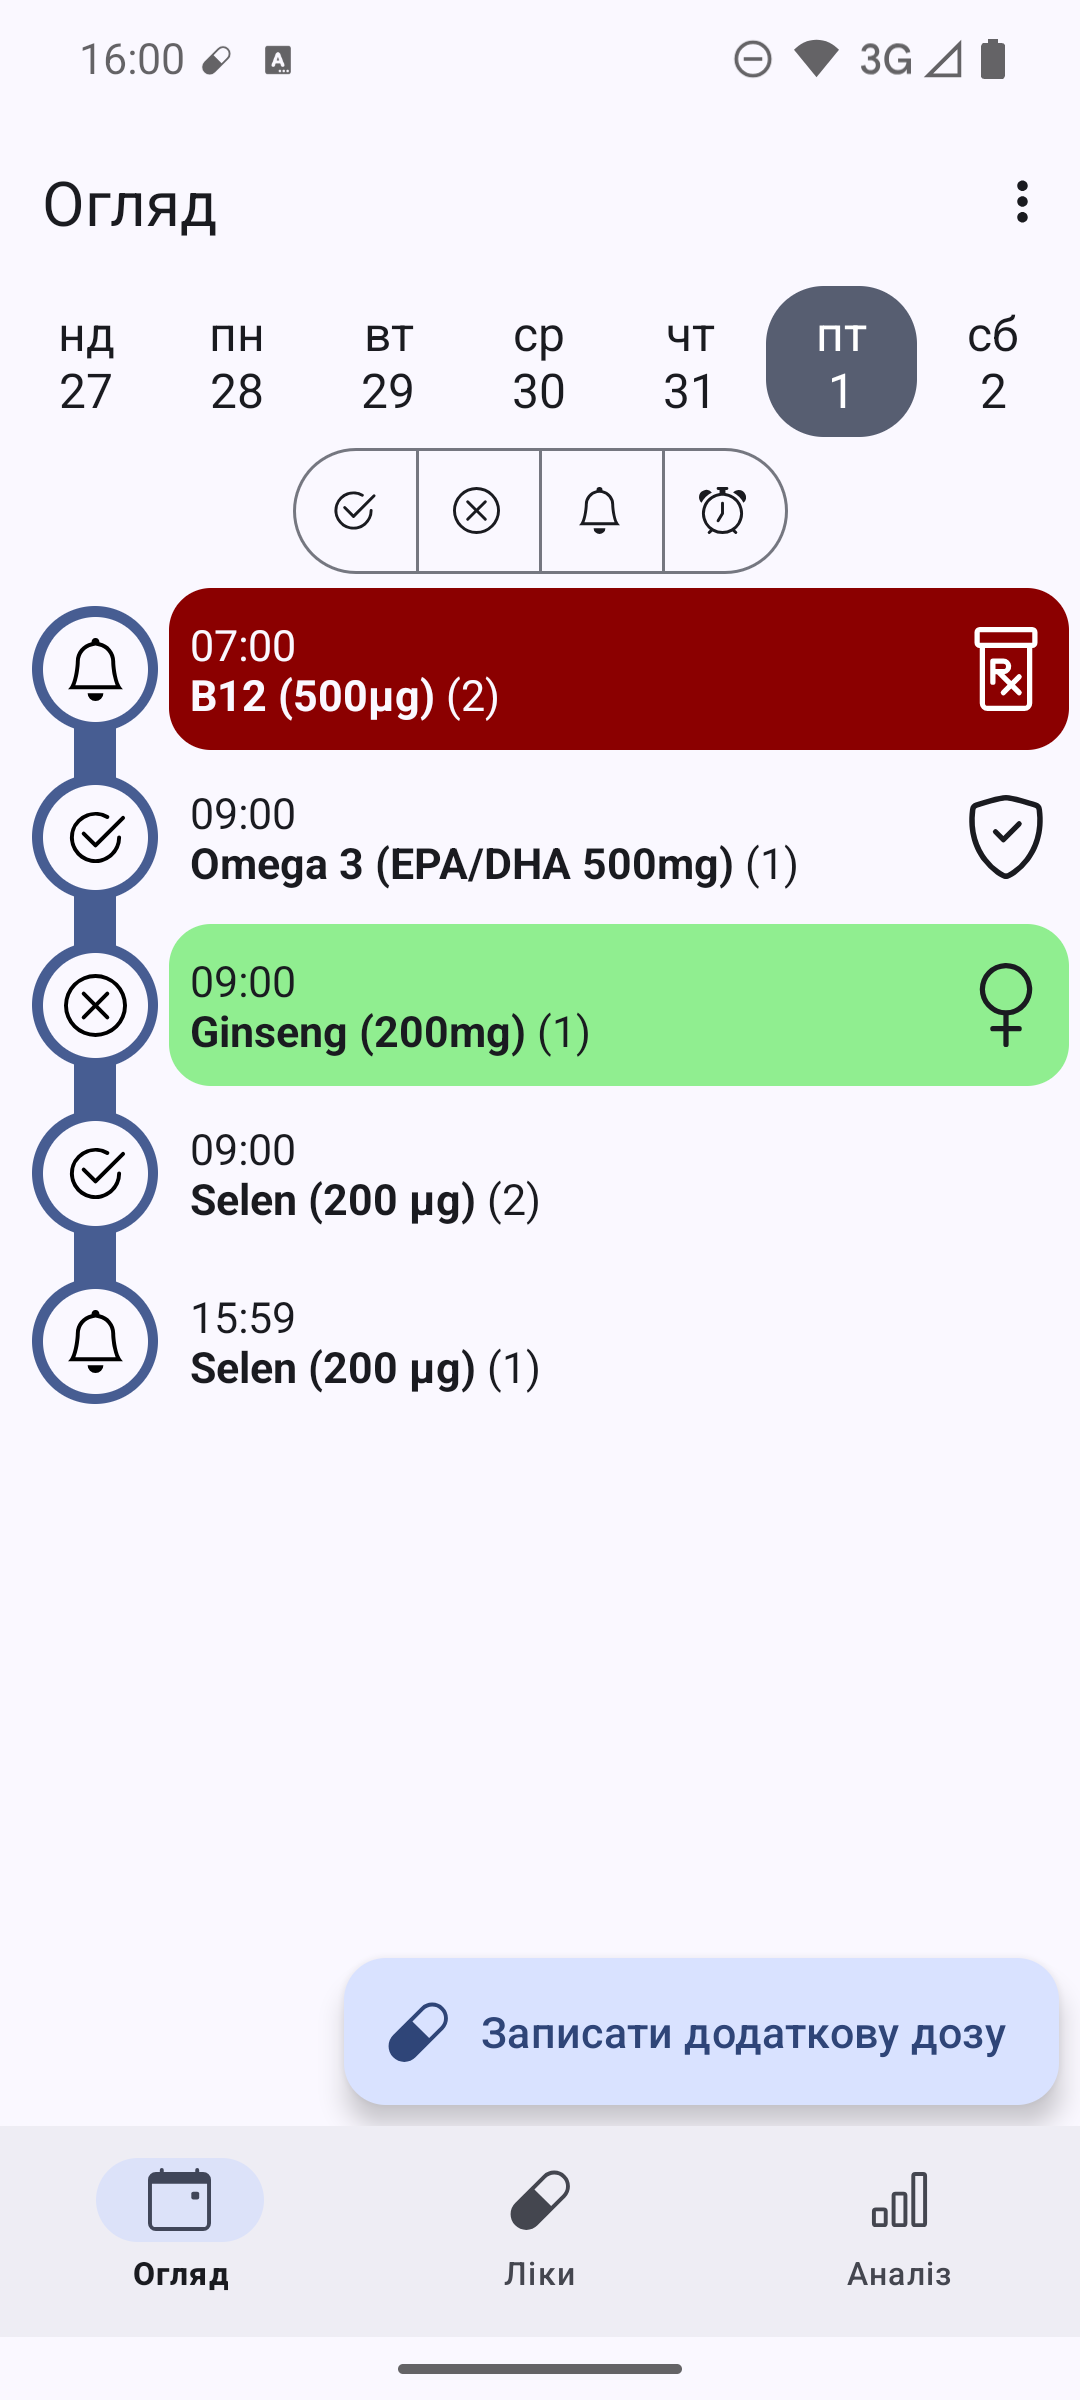 16:00
3G
Огляд
нд пн вт ср чт пт сб
27 28 29 30 31 1 2
07:00
B12 (500µg) (2)
09:00
Omega 3 (EPA/DHA 500mg) (1)
09:00
Ginseng (200mg) (1)
09:00
Selen (200 µg) (2)
15:59
Selen (200 µg) (1)
Записати додаткову дозу
Огляд Ліки Аналіз